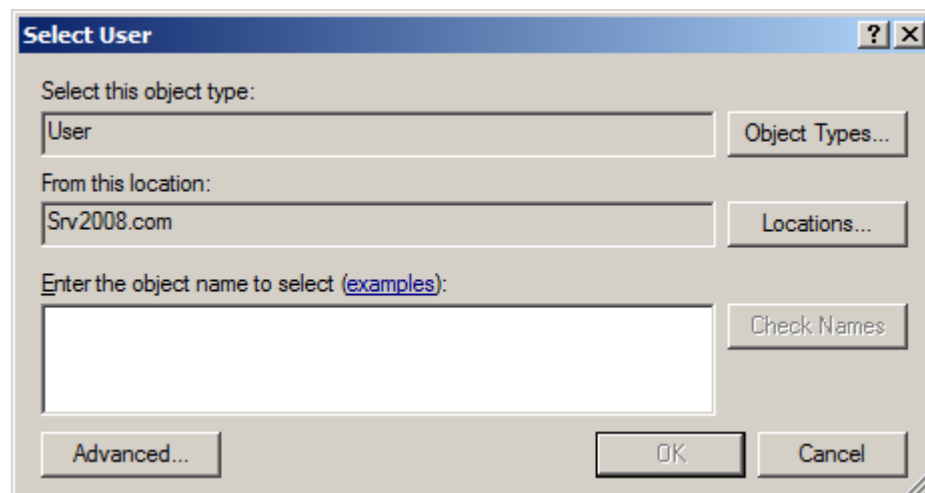 Select User
Select this object type:
User
Object Types...
From this location:
Srv2008.com
Locations...
Enter the object name to select (examples):
Check Names
Advanced...
OK
Cancel